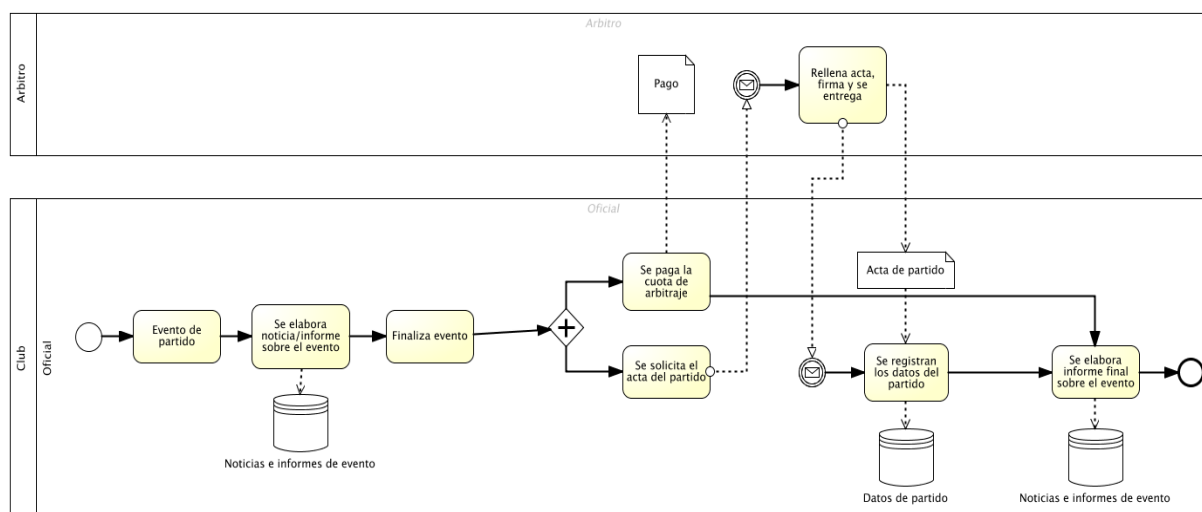 Arbitro
Arbitro
Pago
Rellena acta,
firma y se
entrega
Club
Oficial
Oficial
Evento de
partido
Se elabora
noticia/informe
sobre el evento
Noticias e informes de evento
Finaliza evento
Se paga la
cuota de
arbitraje
Se solicita el
acta del partido
Acta de partido
Se registran
los datos del
partido
Datos de partido
Se elabora
informe final
sobre el evento
Noticias e informes de evento